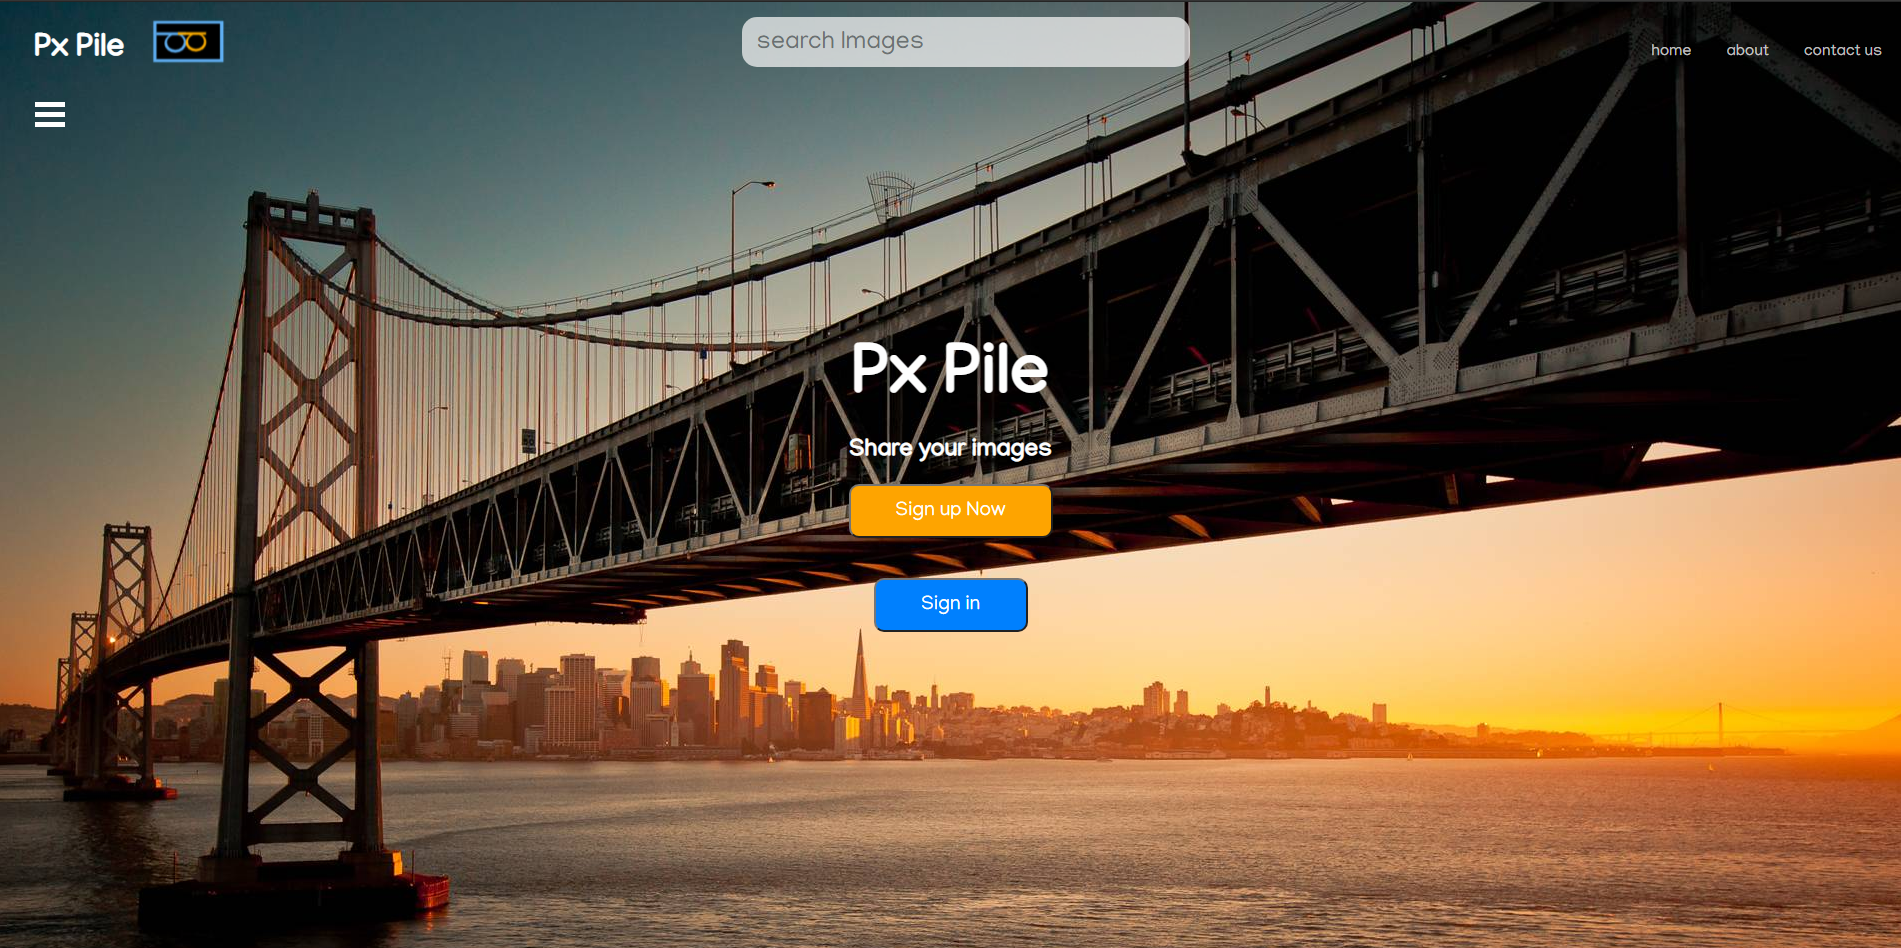 Px Pile
search Images
home about contact us
Px Pile
Share your images
Sign up Now
Sign in